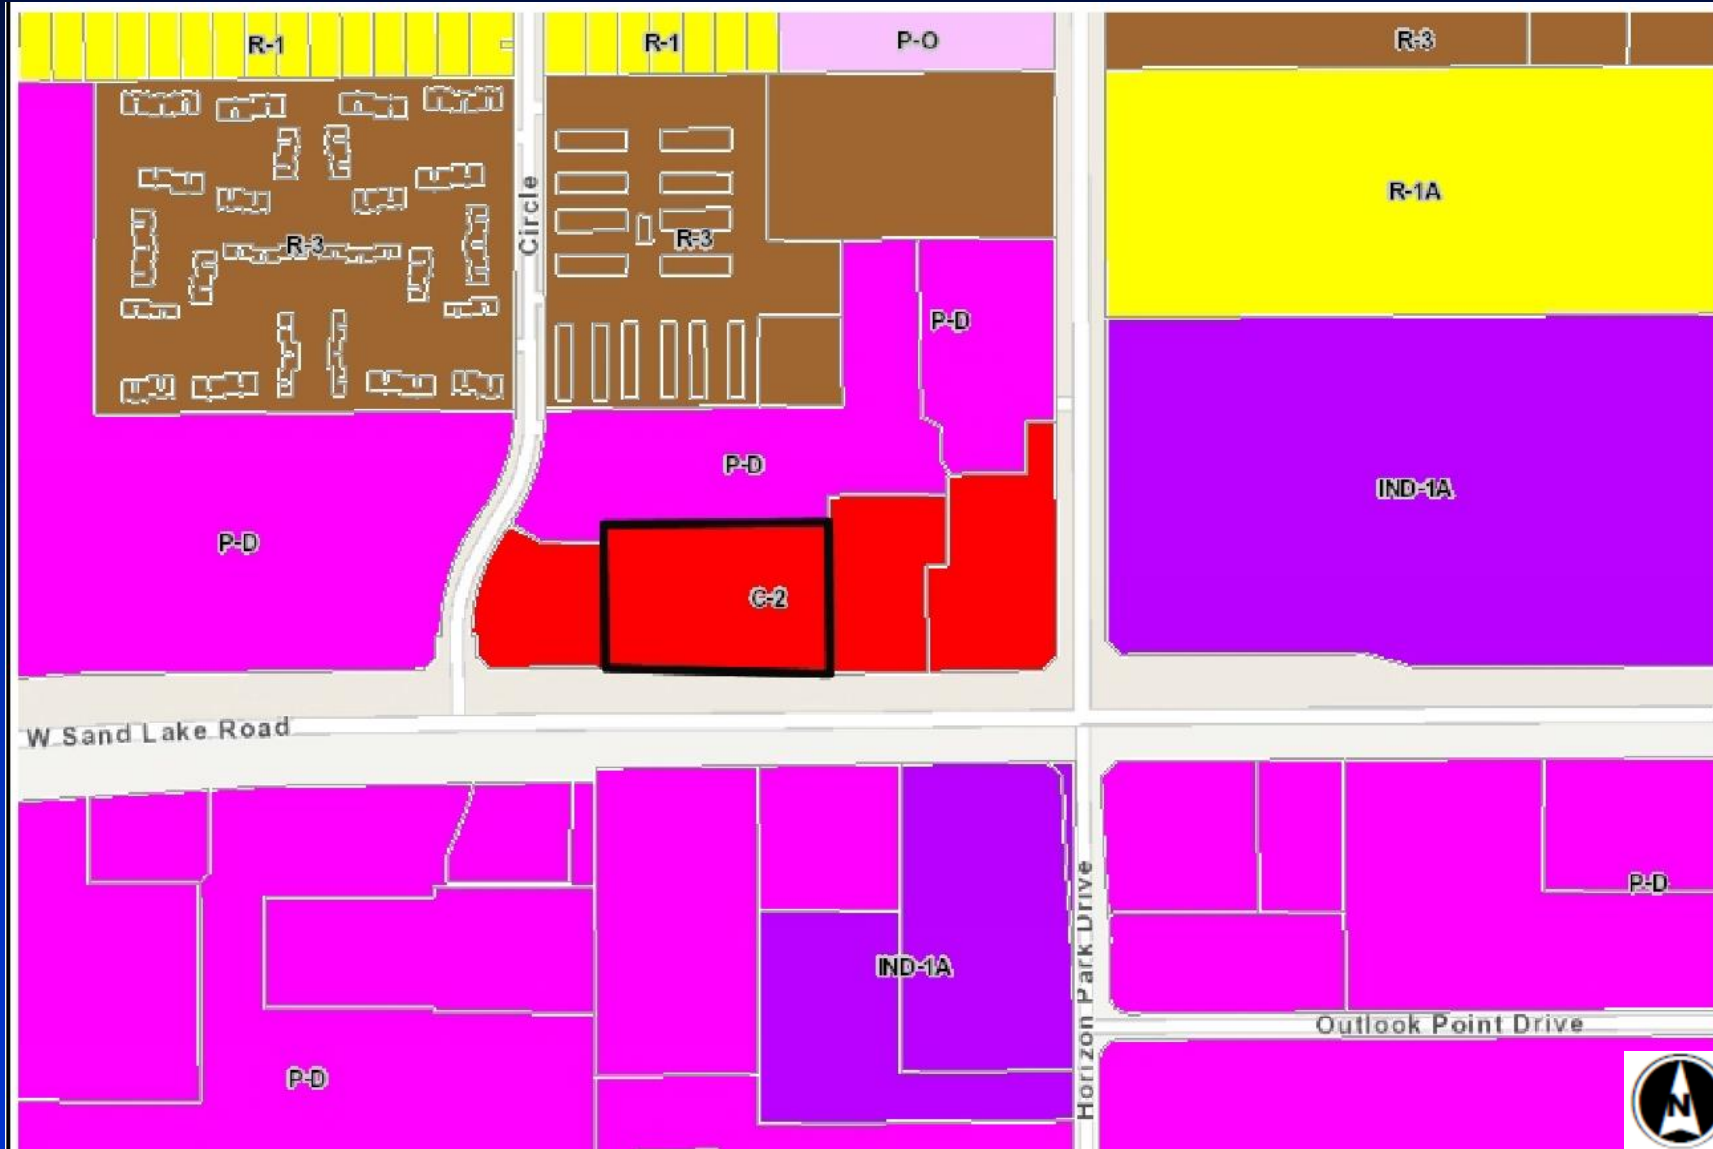 R-1
R-1
P-O
R-3
R-1A
Circle
R-3
R-3
P-D
P-D
IND-1A
P-D
C-2
W Sand Lake Road
P-D
IND-1A
Horizon Park Drive
Outlook Point Drive
P-D
N